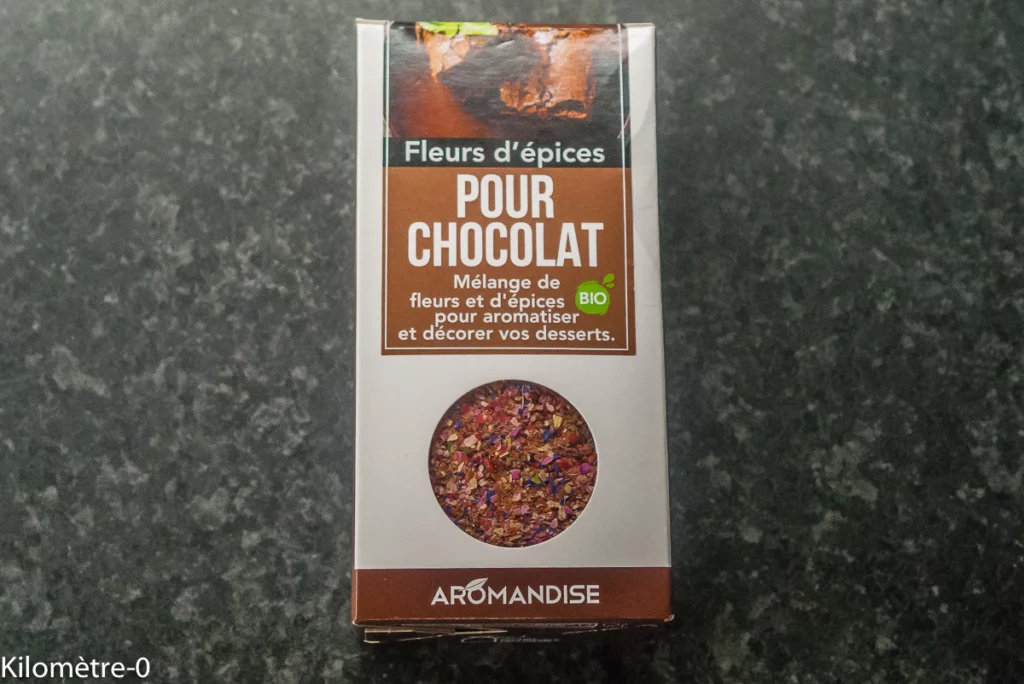 Fleurs d'épices
POUR
CHOCOLAT
Mélange de
fleurs et d'épices BIO
pour aromatiser
et décorer vos desserts.
AROMANDISE
Kilomètre-0